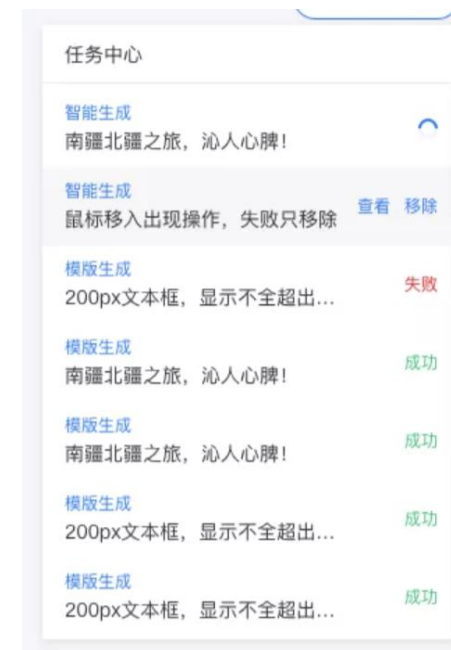 任务中心
智能生成
南疆北疆之旅，沁人心脾！
智能生成
鼠标移入出现操作，失败只移除
查看 移除
模版生成
200px文本框，显示不全超出...
失败
模版生成
南疆北疆之旅，沁人心脾！
成功
模版生成
南疆北疆之旅，沁人心脾！
成功
模版生成
200px文本框，显示不全超出...
成功
模版生成
200px文本框，显示不全超出...
成功